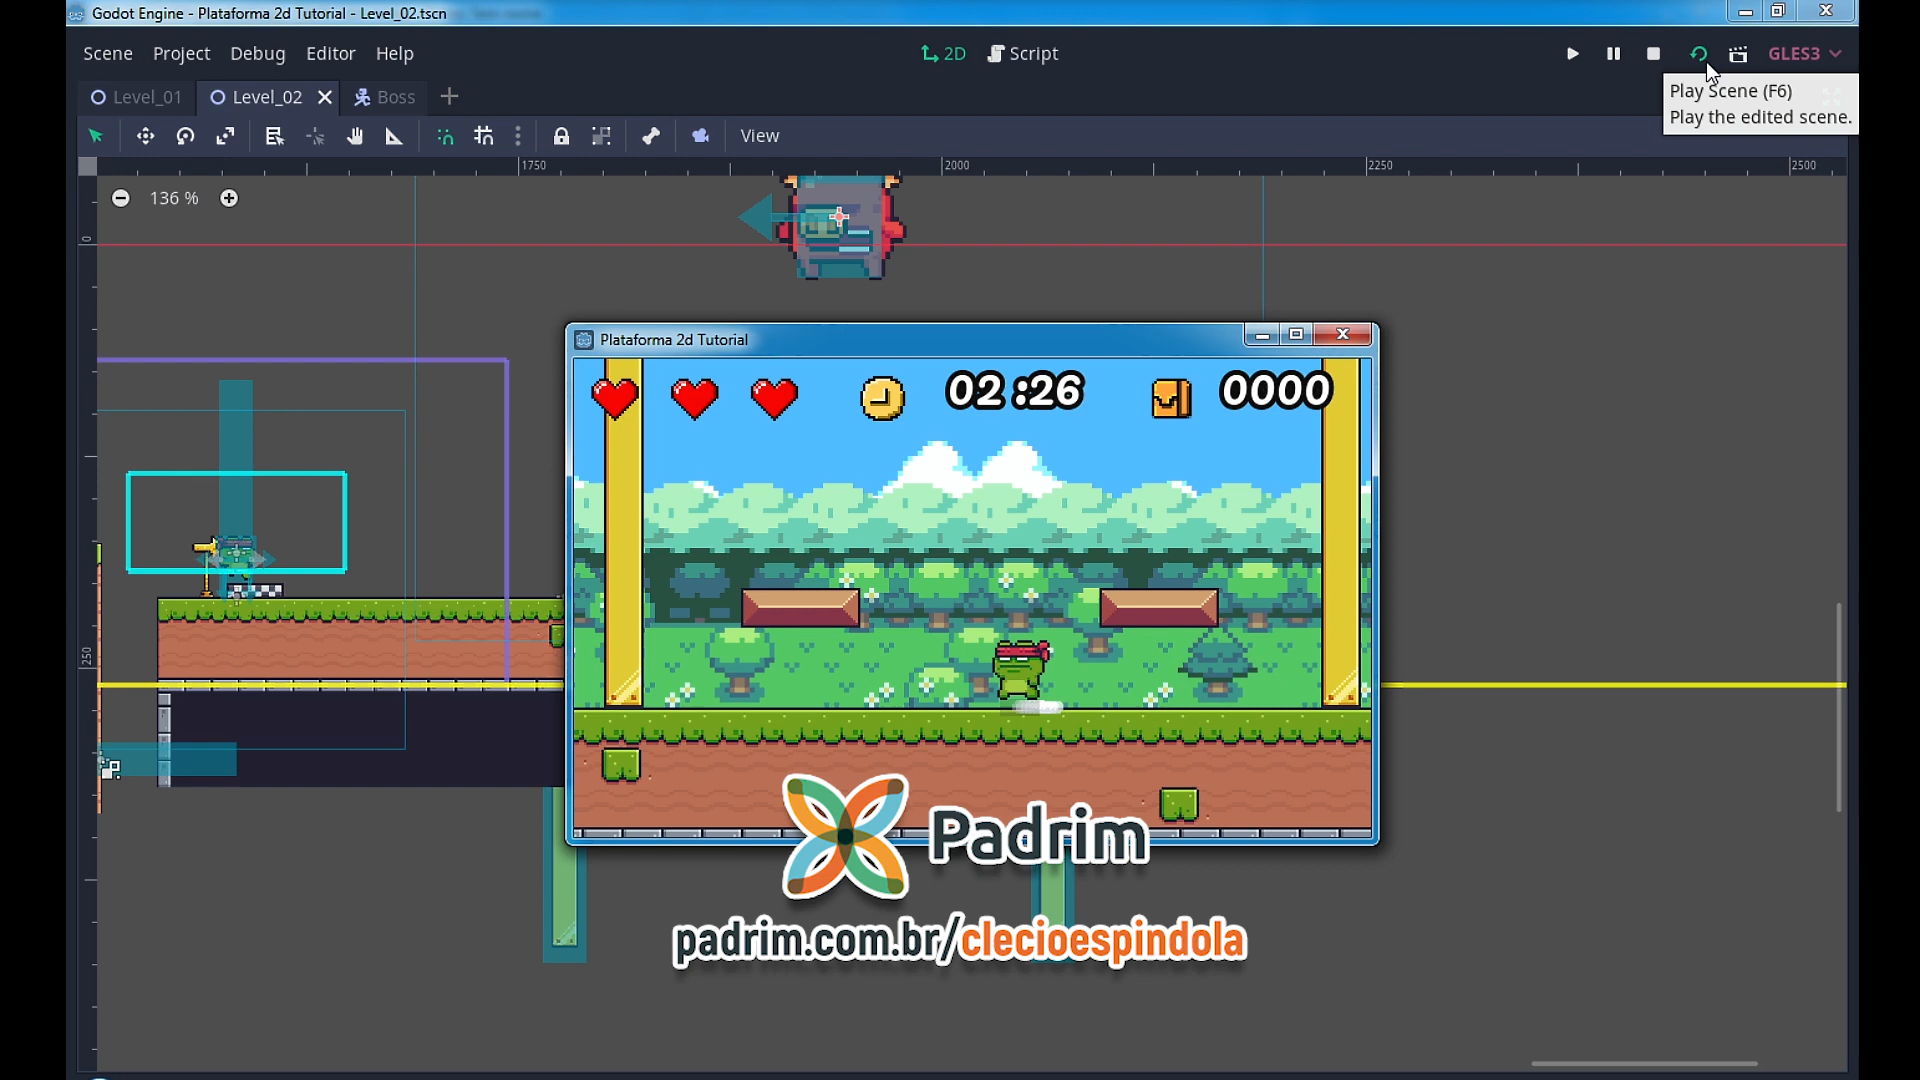 Godot Engine - Plataforma 2d Tutorial - Level_02.tscn
Scene Project Debug Editor Help
2D Script
GLES3
Level_01 Level_02 Boss
Play Scene (F6)
Play the edited scene.
View
1750 2000 2250 2500
136 %
0
250
Plataforma 2d Tutorial
02 :26 0000
Padrim
padrim.com.br/clecioespindola